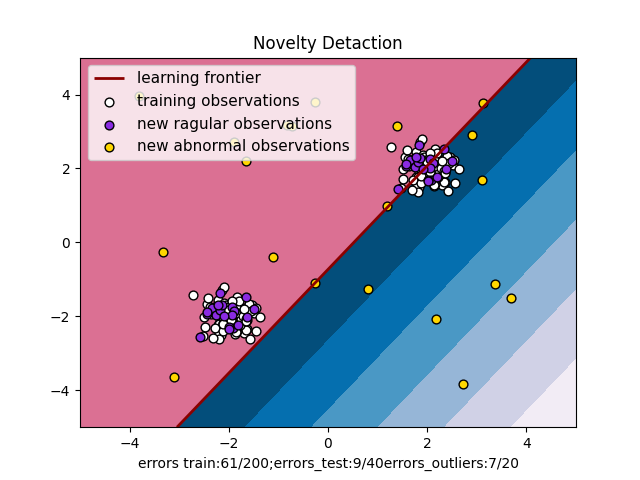 Novelty Detaction
learning frontier
training observations
new ragular observations
new abnormal observations
4
2
0
−2
−4
−4
−2
0
2
4
errors train:61/200;errors_test:9/40errors_outliers:7/20